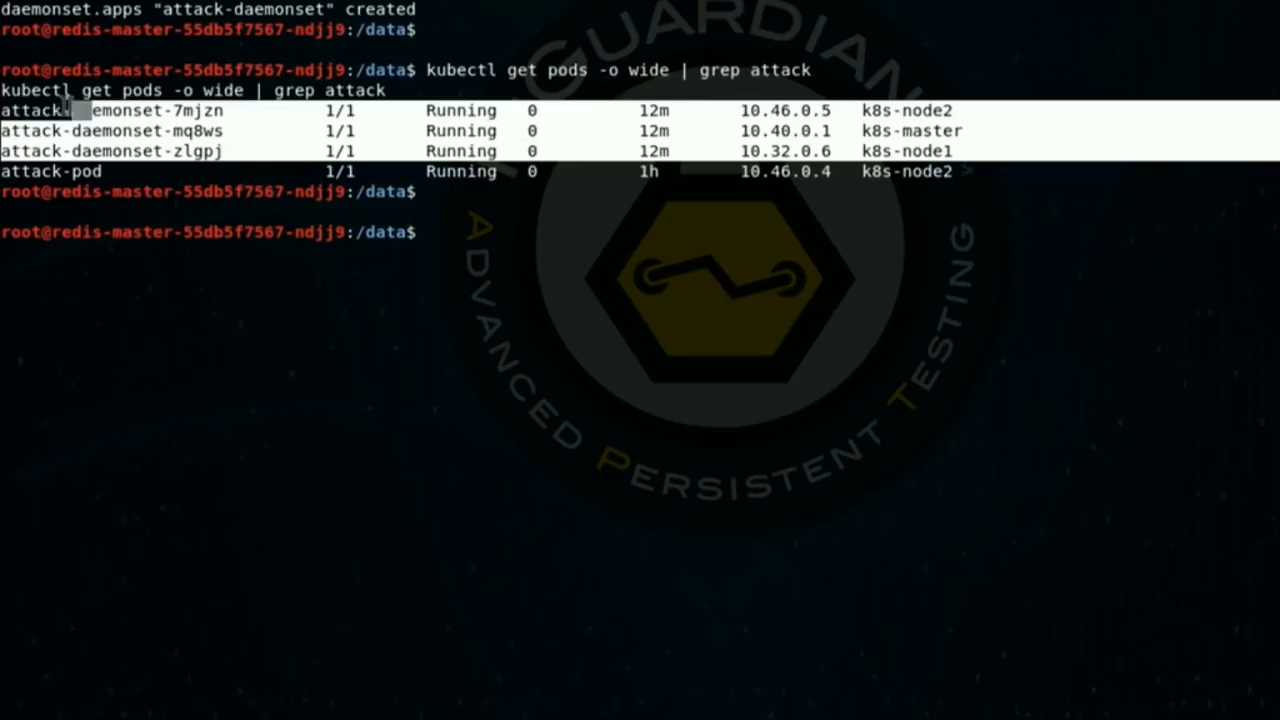 daemonset.apps "attack-daemonset" created
root@redis-master-55db5f7567-ndjj9:/data$
root@redis-master-55db5f7567-ndjj9:/data$ kubectl get pods -o wide | grep attack
kubectl get pods -o wide | grep attack
attack-daemonset-7mjzn 1/1 Running 0 12m 10.46.0.5 k8s-node2
attack-daemonset-mq8ws 1/1 Running 0 12m 10.40.0.1 k8s-master
attack-daemonset-zlgpj 1/1 Running 0 12m 10.32.0.6 k8s-node1
attack-pod 1/1 Running 0 1h 10.46.0.4 k8s-node2
root@redis-master-55db5f7567-ndjj9:/data$
root@redis-master-55db5f7567-ndjj9:/data$
ADVANCED PERSISTENT TESTING